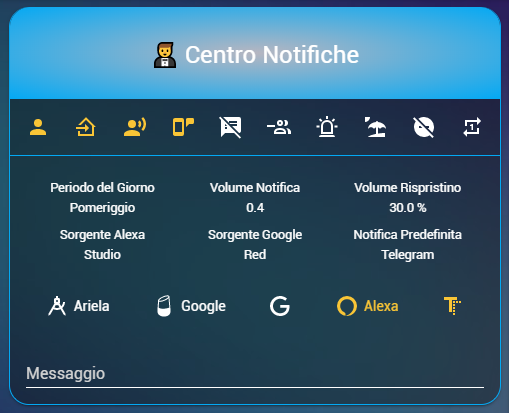 Centro Notifiche
Periodo del Giorno
Pomeriggio
Volume Notifica
0.4
Volume Rispristino
30.0 %
Sorgente Alexa
Studio
Sorgente Google
Red
Notifica Predefinita
Telegram
Ariela
Google
Alexa
Messaggio